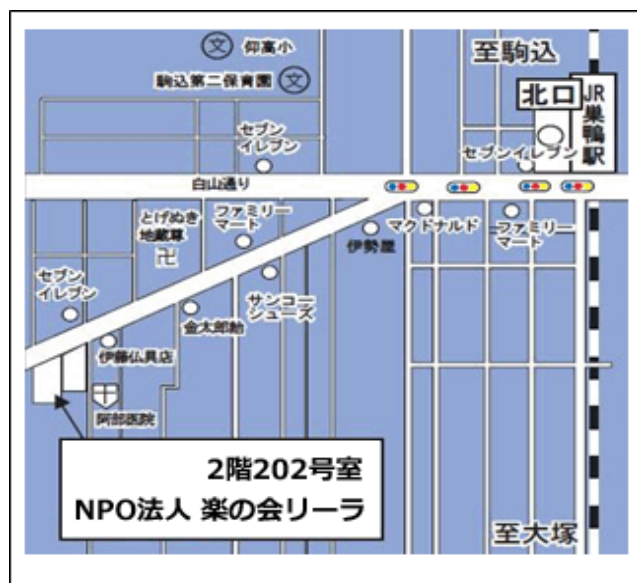 仰高小
駒込第二保育園
至駒込
北口
JR巣鴨駅
セブン
イレブン
セブンイレブン
白山通り
とげぬき
地蔵尊
ファミリー
マート
伊勢屋
マクドナルド
ファミリー
マート
セブン
イレブン
サンコー
シューズ
金太郎飴
伊藤仏具店
阿部医院
2階202号室
NPO法人 楽の会リーラ
至大塚
文
文
卍